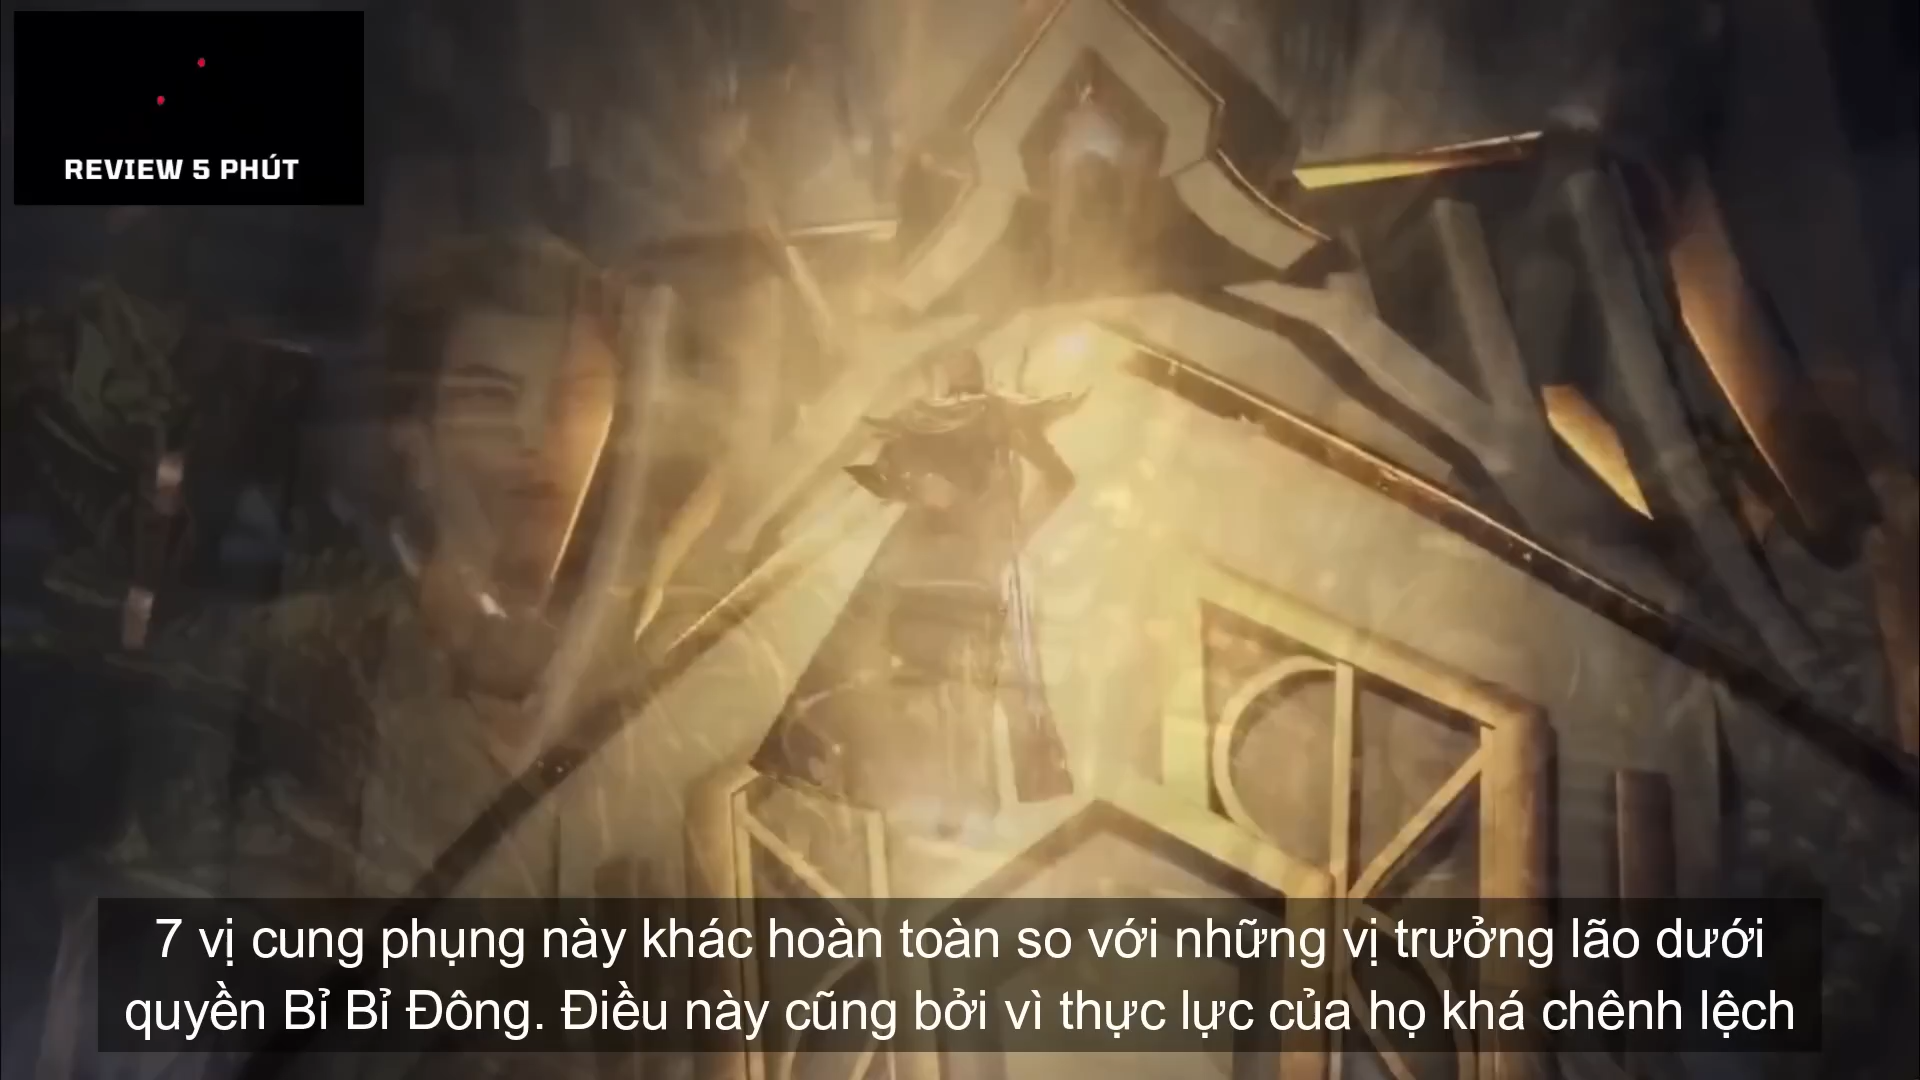 REVIEW 5 PHÚT
7 vị cung phụng này khác hoàn toàn so với những vị trưởng lão dưới
quyền Bỉ Bỉ Đông. Điều này cũng bởi vì thực lực của họ khá chênh lệch